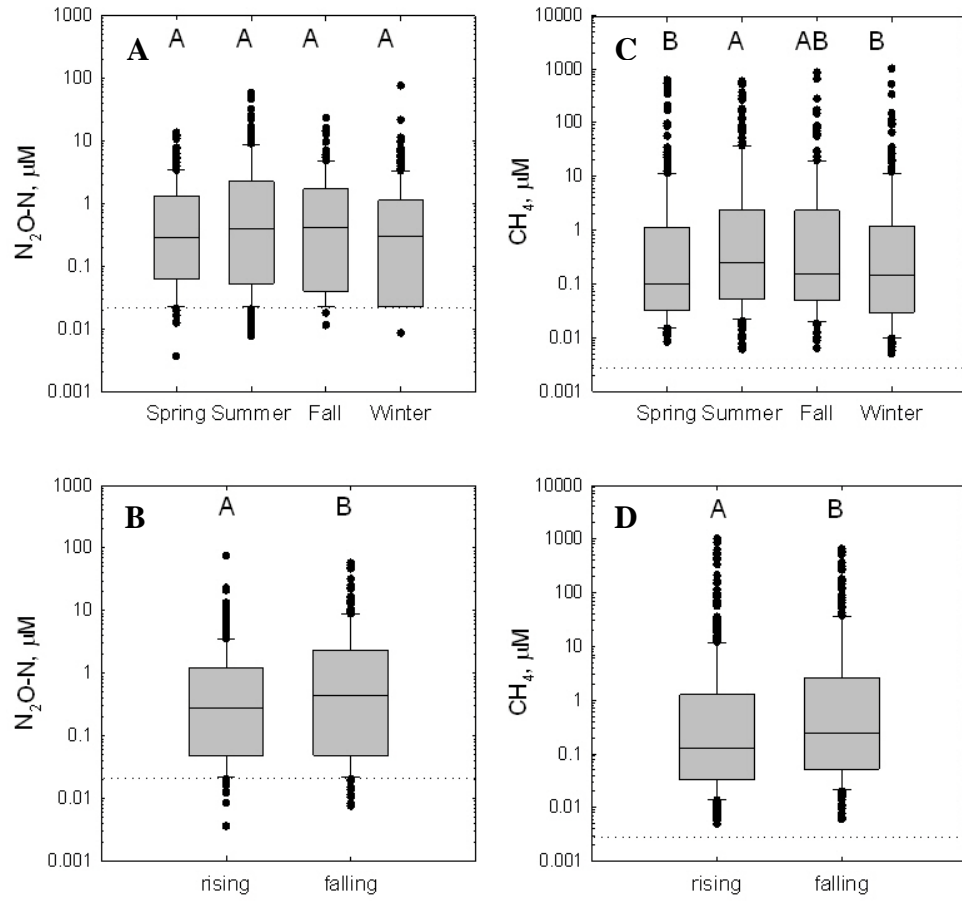 A
A A A A
1000
100
10
1
0.1
0.01
0.001
N₂O-N, µM
Spring Summer Fall Winter
C
B A AB B
10000
1000
100
10
1
0.1
0.01
0.001
CH₄, µM
Spring Summer Fall Winter
B
A B
1000
100
10
1
0.1
0.01
0.001
N₂O-N, µM
rising falling
D
A B
10000
1000
100
10
1
0.1
0.01
0.001
CH₄, µM
rising falling